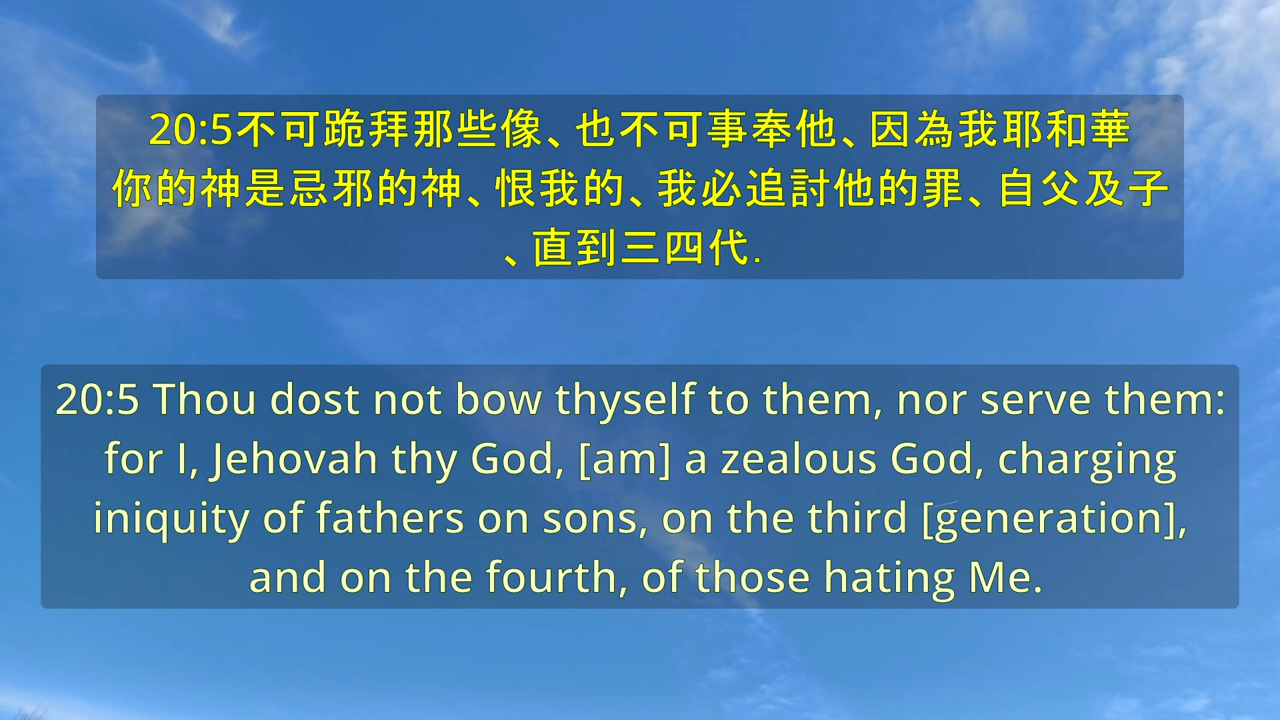 20:5不可跪拜那些像、也不可事奉他、因為我耶和華
你的神是忌邪的神、恨我的、我必追討他的罪、自父及子
、直到三四代.
20:5 Thou dost not bow thyself to them, nor serve them:
for I, Jehovah thy God, [am] a zealous God, charging
iniquity of fathers on sons, on the third [generation],
and on the fourth, of those hating Me.